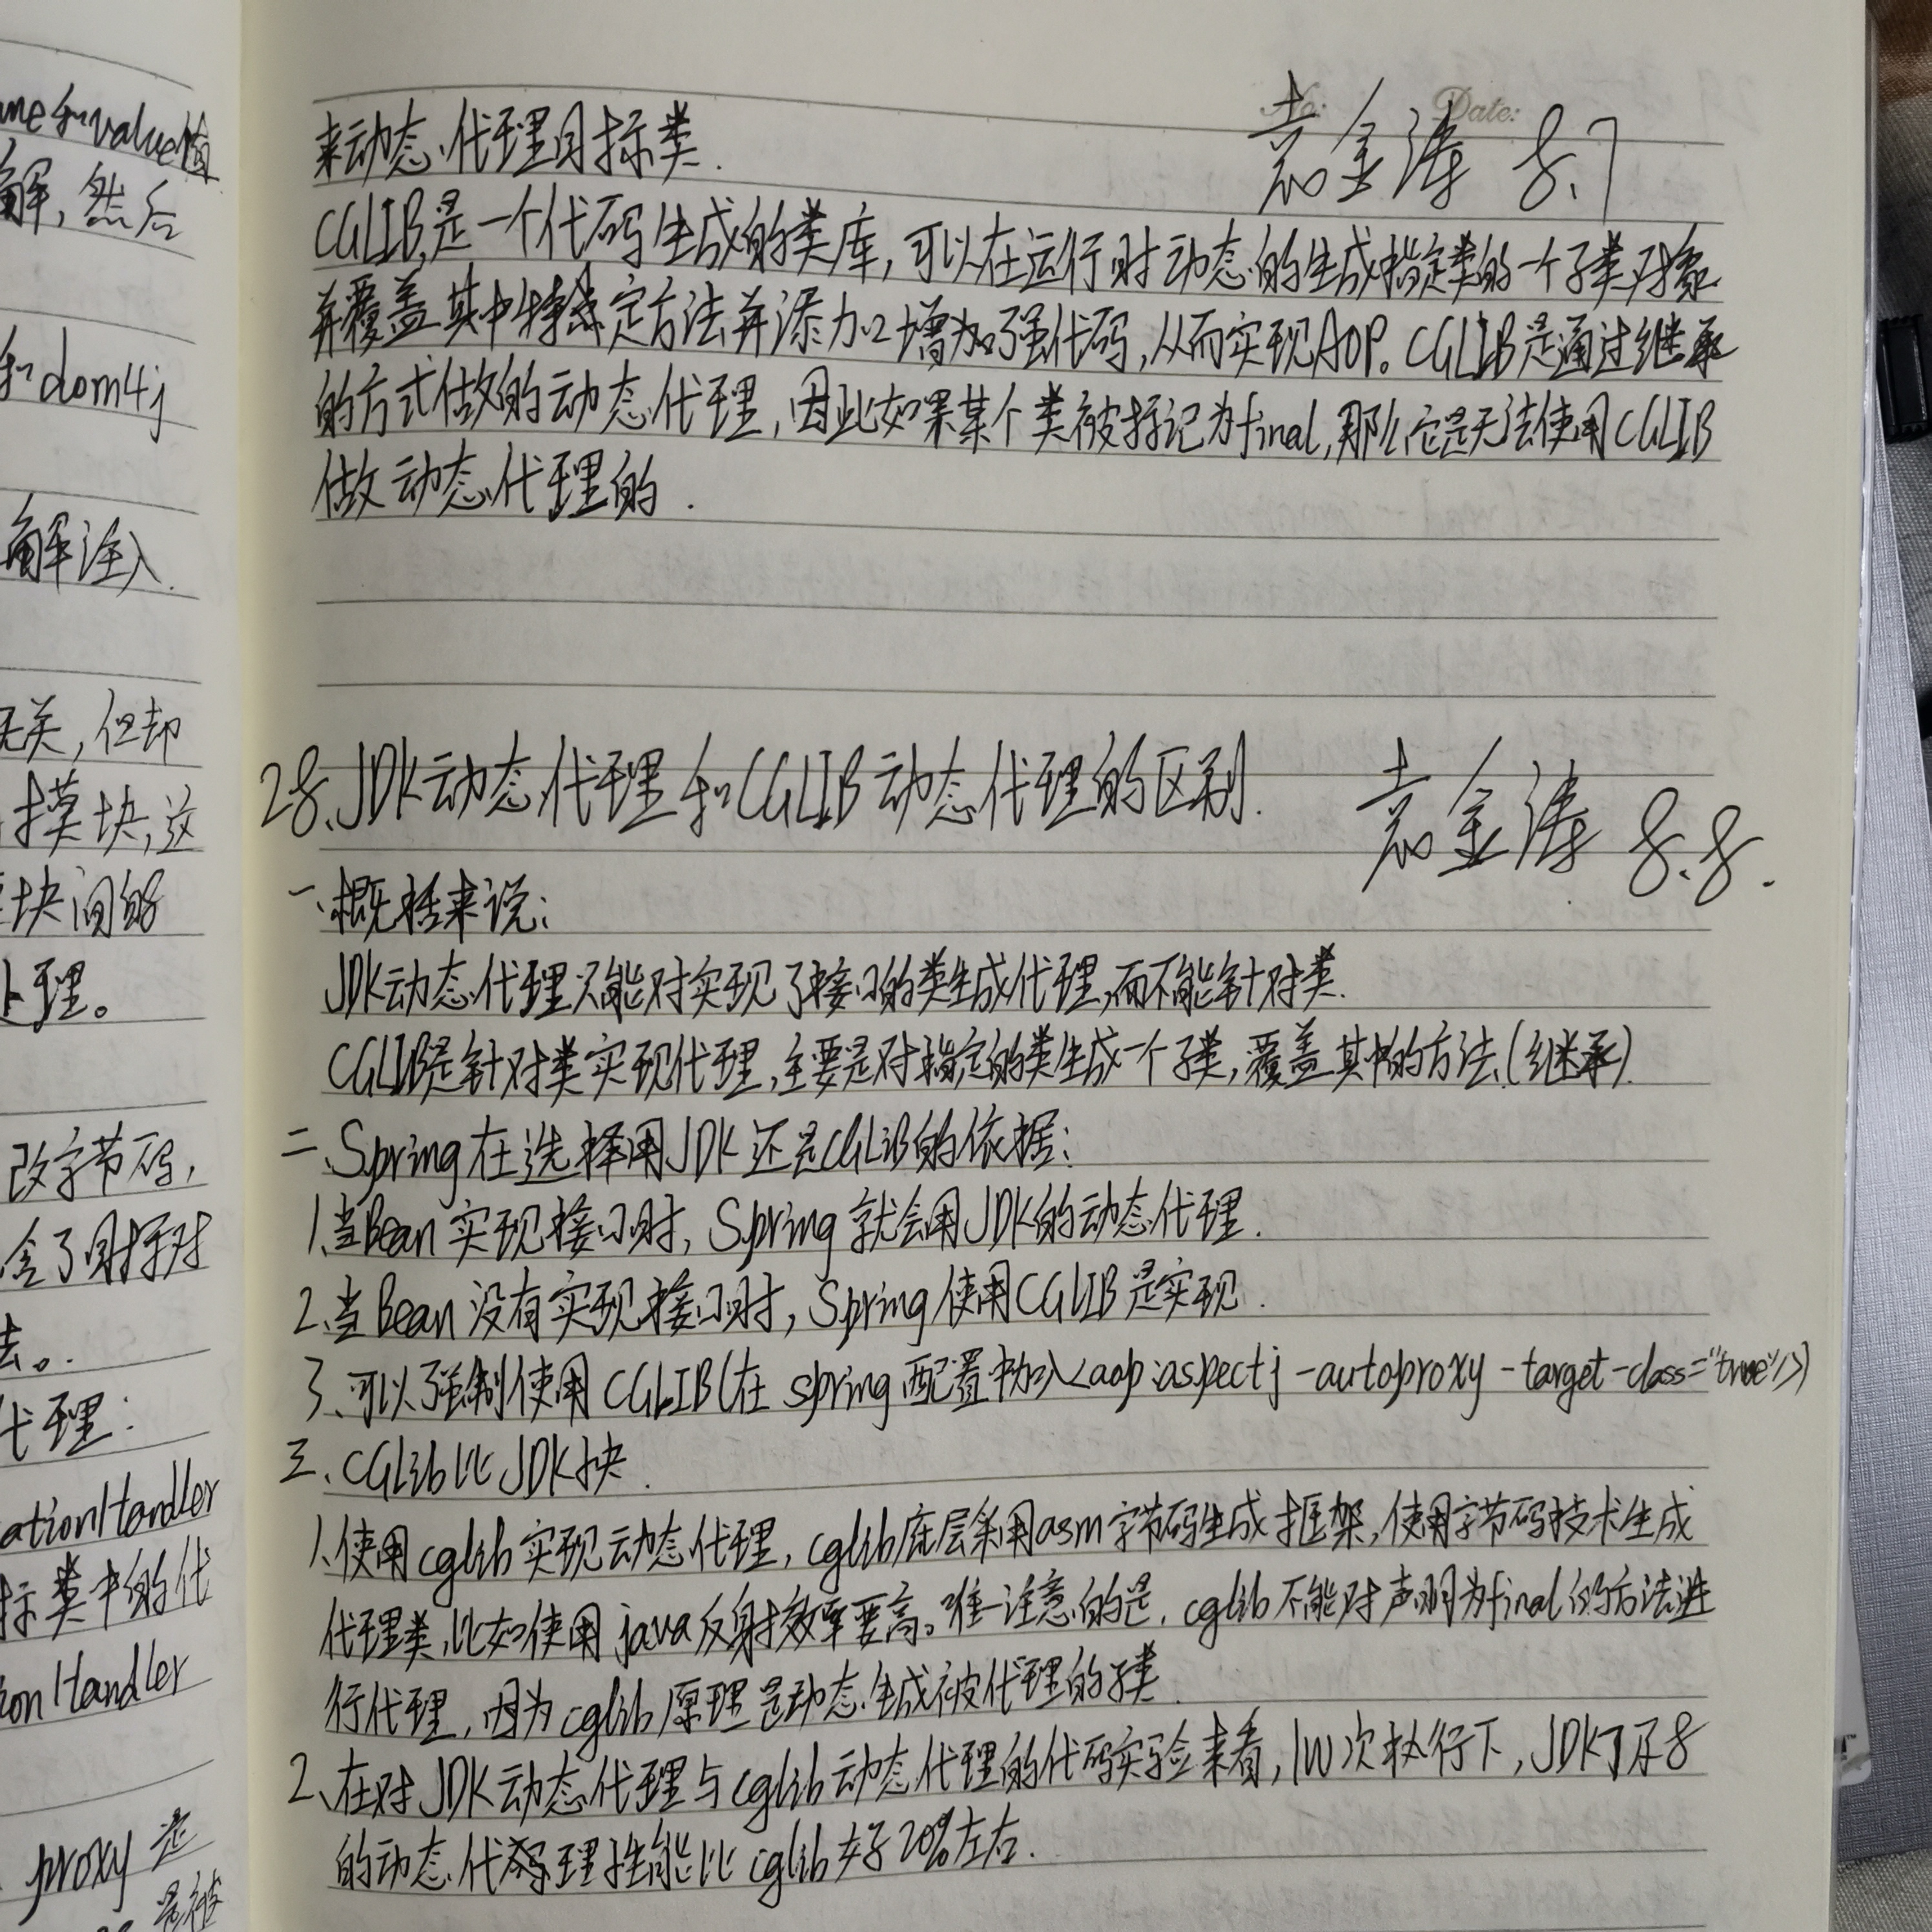 me和value值
解,然后
和dom4j
解注入.
无关,但却
块间的
处理。
改字节码,
去。.
代理:
ationHandler
标类中的代
ionHandler
proxy是
是被
No: Date:
来动态代理目标类. 袁金涛 8.7
CGLIB是一个代码生成的类库,可以在运行时动态的生成指定类的一个子类对象
并覆盖其中特定方法并添加增加强代码,从而实现AOP。CGLIB是通过继承
的方式做的动态代理,因此如果某个类被标记为final,那么它是无法使用CGLIB
做动态代理的.
28、JDK动态代理和CGLIB动态代理的区别. 袁金涛 8.8.
一、概括来说:
JDK动态代理只能对实现了接口的类生成代理,而不能针对类.
CGLIB是针对类实现代理,主要是对指定的类生成一个子类,覆盖其中的方法(继承).
二、Spring在选择用JDK还是CGLIB的依据:
1、当Bean实现接口时,Spring就会用JDK的动态代理.
2、当Bean没有实现接口时,Spring使用CGLIB是实现.
3、可以强制使用CGLIB(在spring配置中加入<aop:aspectj-autoproxy-target-class="true"/>)
三、CGlib比JDK快.
1、使用cglib实现动态代理,cglib底层采用asm字节码生成框架,使用字节码技术生成
代理类,比如使用java反射效率要高。唯一注意的是,cglib不能对声明为final的方法进
行代理,因为cglib原理是动态生成被代理的子类.
2、在对JDK动态代理与cglib动态代理的代码实验来看,1W次执行下,JDK7及8
的动态代理性能比cglib好20%左右.